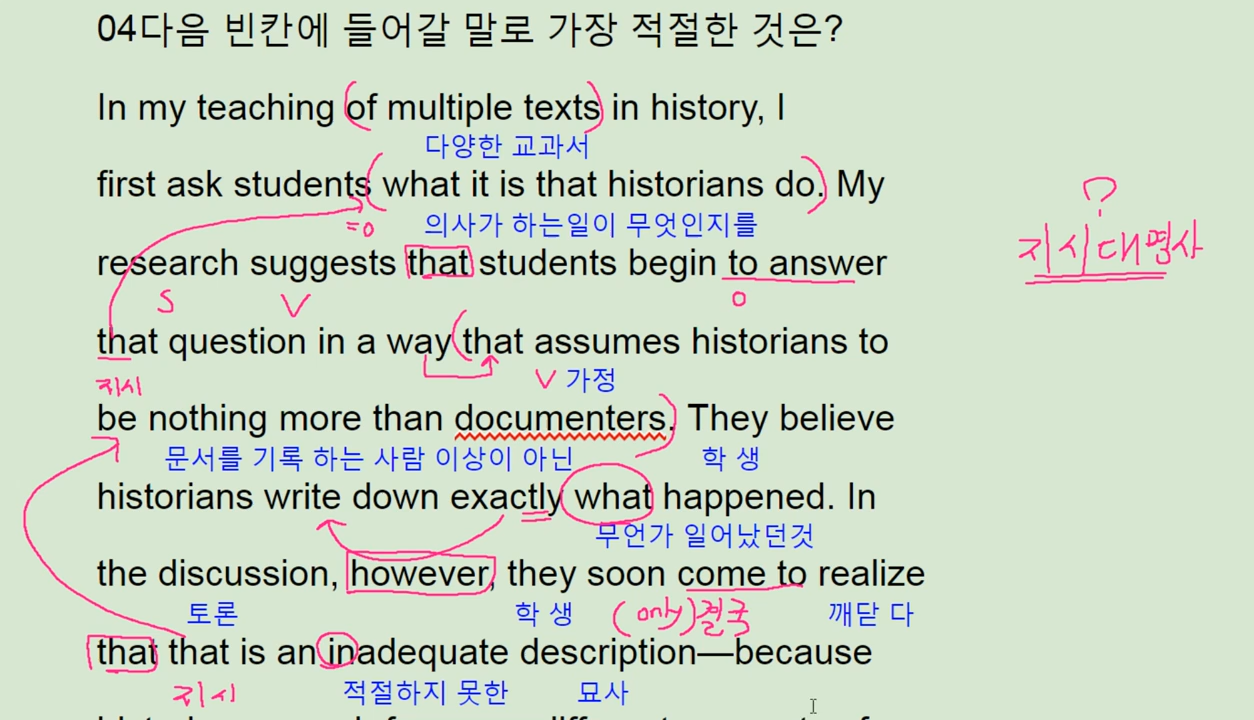 04다음 빈칸에 들어갈 말로 가장 적절한 것은?
In my teaching of multiple texts in history, I
다양한 교과서
first ask students what it is that historians do. My
=o 의사가 하는일이 무엇인지를
?
지시대명사
research suggests that students begin to answer
S V o
that question in a way that assumes historians to
지시 V 가정
be nothing more than documenters. They believe
문서를 기록 하는 사람 이상이 아닌 학 생
historians write down exactly what happened. In
무언가 일어났던것
the discussion, however, they soon come to realize
토론 학 생 (only)결국 깨닫 다
that that is an inadequate description—because
지시 적절하지 못한 묘사